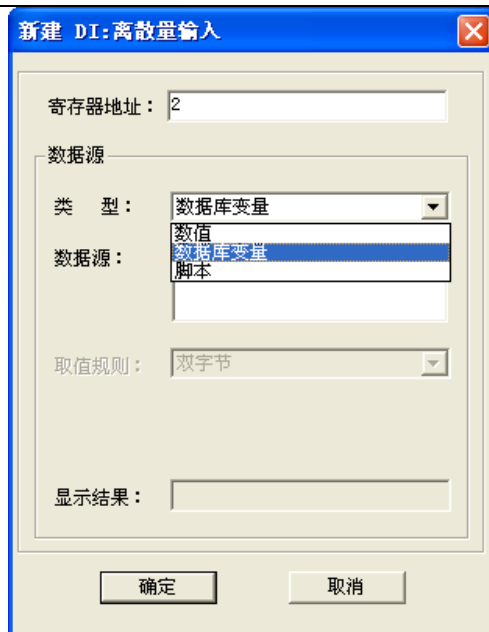 新建 DI:离散量输入
寄存器地址： 2
数据源
类 型： 数据库变量
数值
数据源： 数据库变量
脚本
取值规则： 双字节
显示结果：
确定 取消